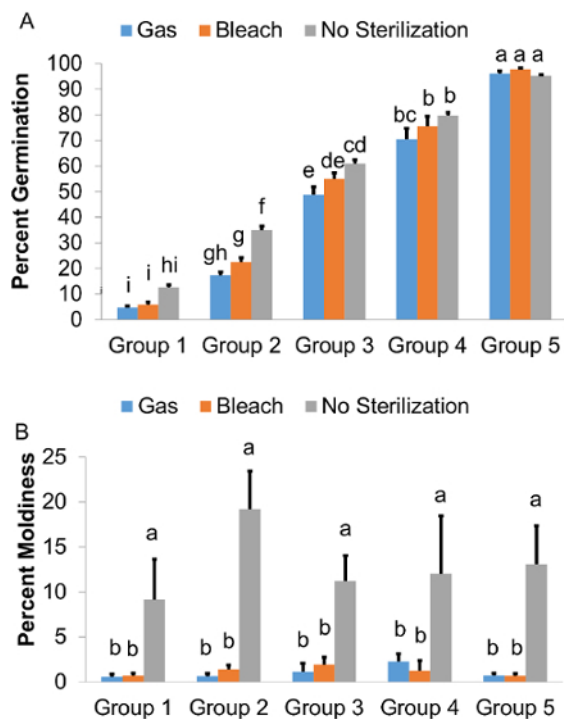 A
Gas Bleach No Sterilization
Percent Germination
100
90
80
70
60
50
40
30
20
10
0
i i hi
gh g f
e de cd
bc b b
a a a
Group 1 Group 2 Group 3 Group 4 Group 5
B
Gas Bleach No Sterilization
Percent Moldiness
25
20
15
10
5
0
b b a
b b a
b b a
b b a
b b a
Group 1 Group 2 Group 3 Group 4 Group 5